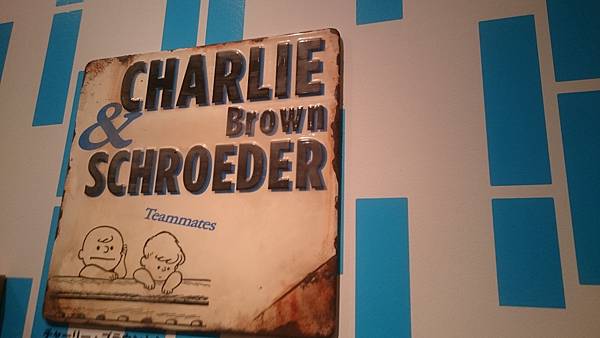 CHARLIE
& Brown
SCHROEDER
Teammates